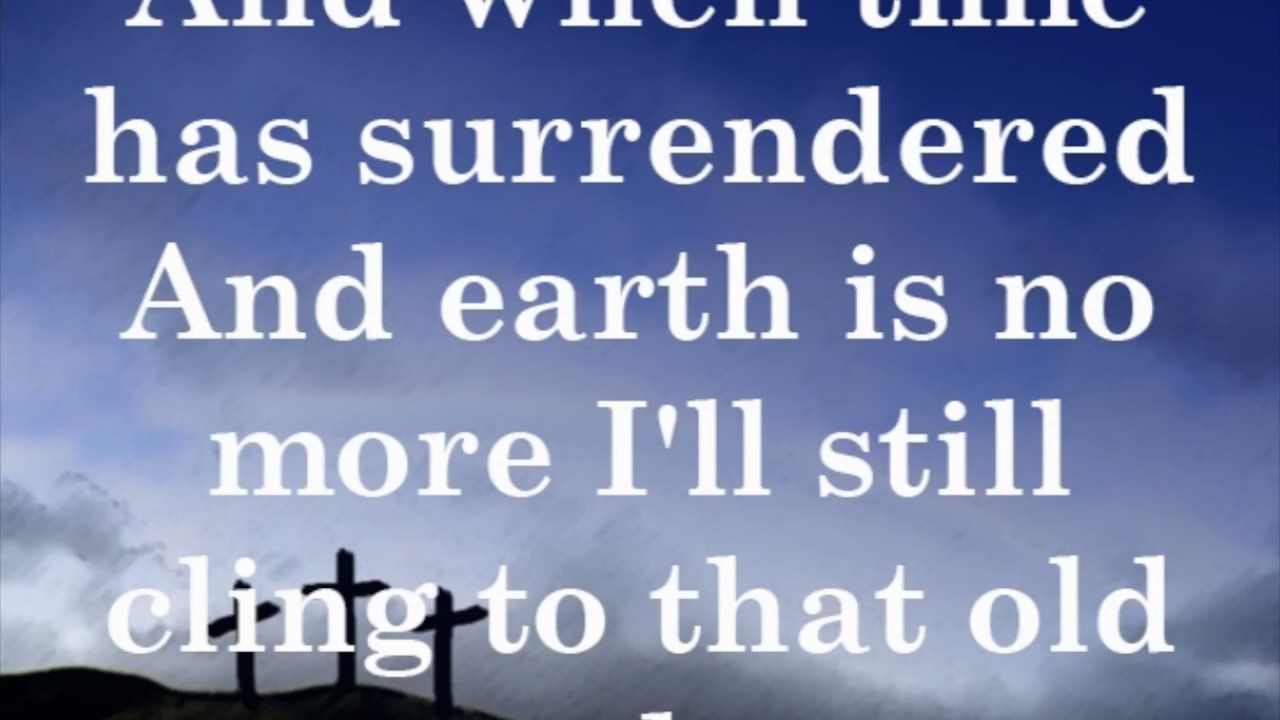 And when time
has surrendered
And earth is no
more I'll still
cling to that old